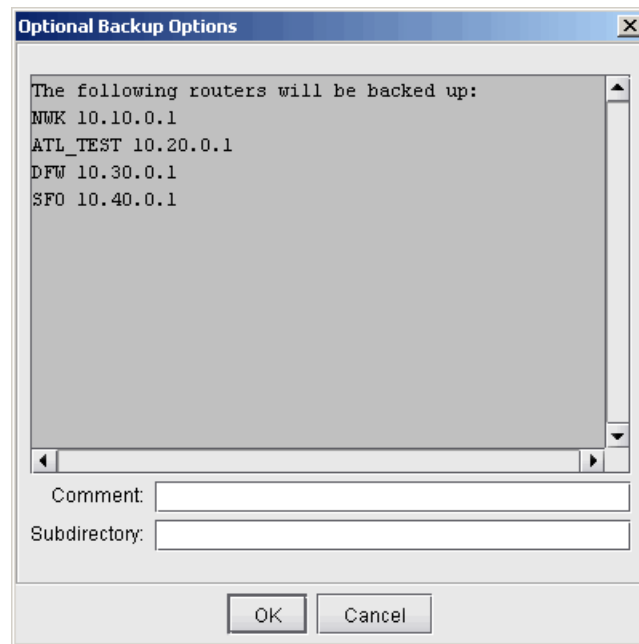 Optional Backup Options
The following routers will be backed up:
NWK 10.10.0.1
ATL_TEST 10.20.0.1
DFW 10.30.0.1
SFO 10.40.0.1
Comment:
Subdirectory:
OK
Cancel